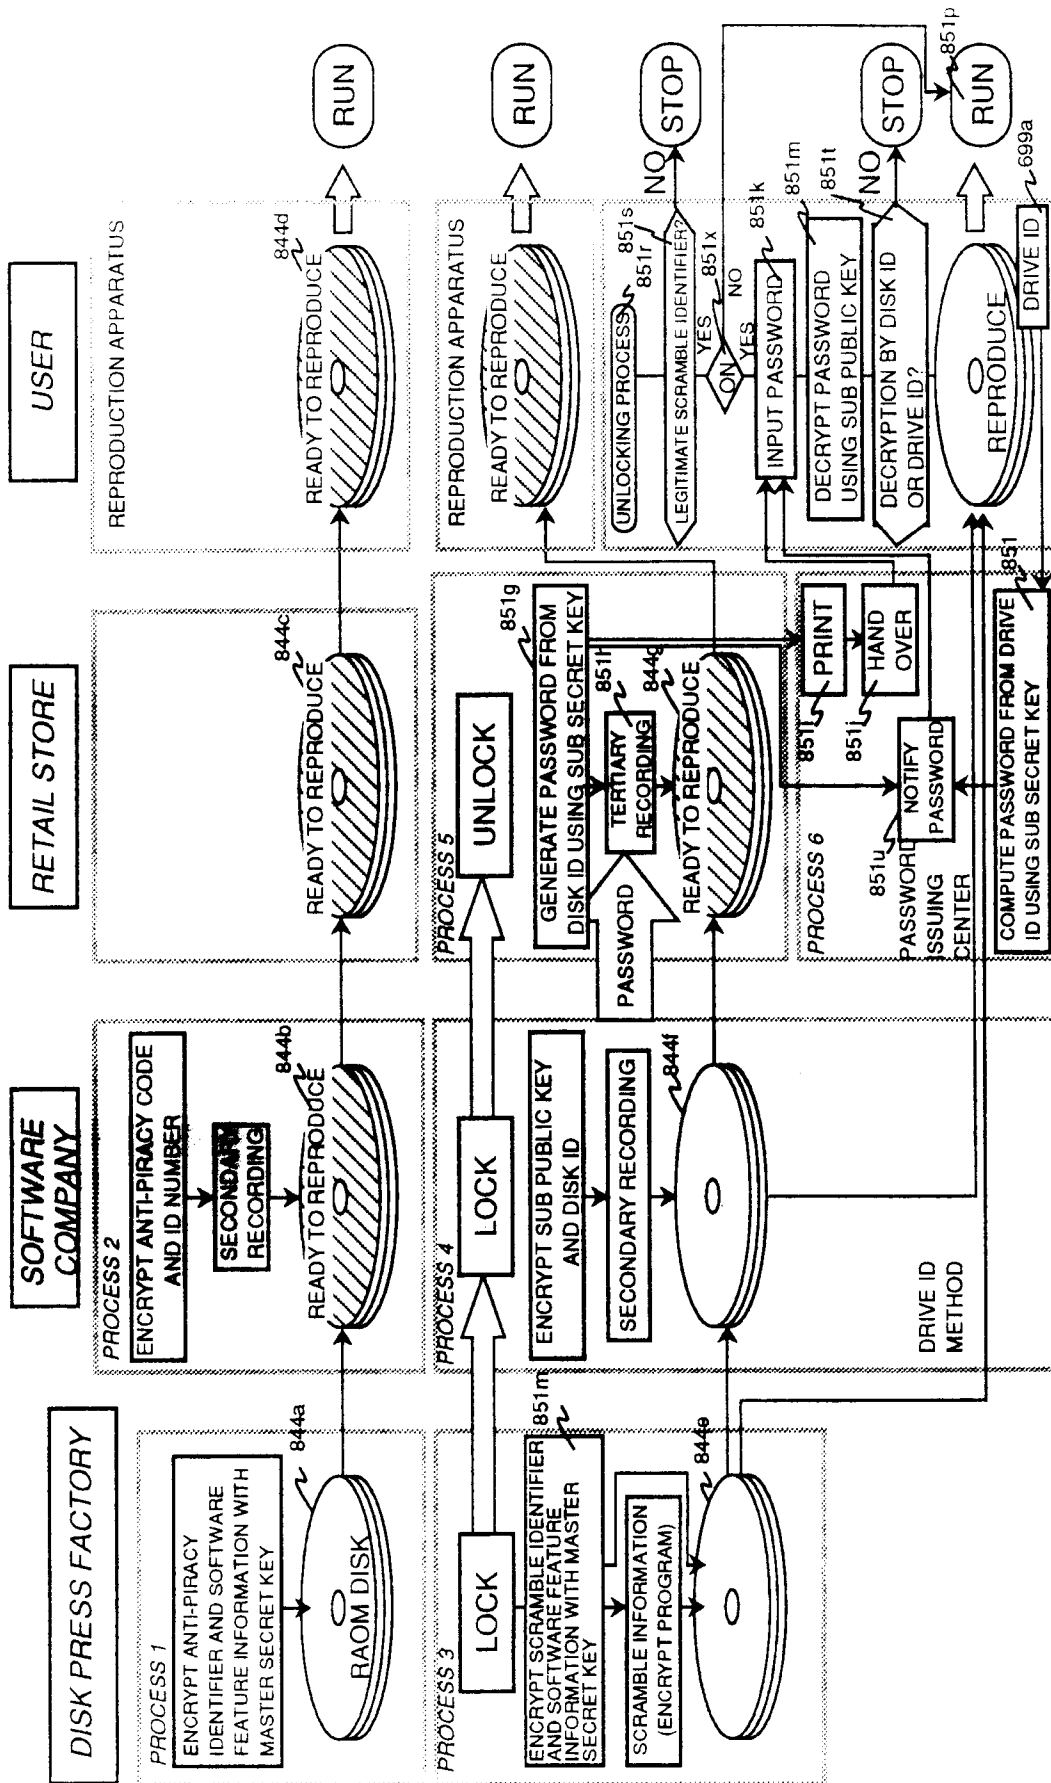 DISK PRESS FACTORY
SOFTWARE
COMPANY
RETAIL STORE
USER
PROCESS 1
ENCRYPT ANTI-PIRACY
IDENTIFIER AND SOFTWARE
FEATURE INFORMATION WITH
MASTER SECRET KEY
844a
RAOM DISK
PROCESS 2
ENCRYPT ANTI-PIRACY CODE
AND ID NUMBER
SECONDARY
RECORDING
844b
READY TO REPRODUCE
844c
READY TO REPRODUCE
REPRODUCTION APPARATUS
844d
READY TO REPRODUCE
RUN
PROCESS 3
LOCK
ENCRYPT SCRAMBLE IDENTIFIER
AND SOFTWARE FEATURE
INFORMATION WITH MASTER
SECRET KEY
851m
SCRAMBLE INFORMATION
(ENCRYPT PROGRAM)
844e
PROCESS 4
LOCK
ENCRYPT SUB PUBLIC KEY
AND DISK ID
SECONDARY RECORDING
844f
DRIVE ID
METHOD
PROCESS 5
UNLOCK
851g
GENERATE PASSWORD FROM
DISK ID USING SUB SECRET KEY
851h
TERTIARY
RECORDING
PASSWORD
844g
READY TO REPRODUCE
REPRODUCTION APPARATUS
READY TO REPRODUCE
RUN
PROCESS 6
PRINT
851i
HAND
OVER
851j
NOTIFY
PASSWORD
851u
PASSWORD
ISSUING
CENTER
851
COMPUTE PASSWORD FROM DRIVE
ID USING SUB SECRET KEY
UNLOCKING PROCESS
851r
851s
LEGITIMATE SCRAMBLE IDENTIFIER?
NO
STOP
YES
851x
ON
NO
YES
851k
INPUT PASSWORD
851m
DECRYPT PASSWORD
USING SUB PUBLIC KEY
851t
DECRYPTION BY DISK ID
OR DRIVE ID?
NO
STOP
851p
RUN
REPRODUCE
DRIVE ID
699a